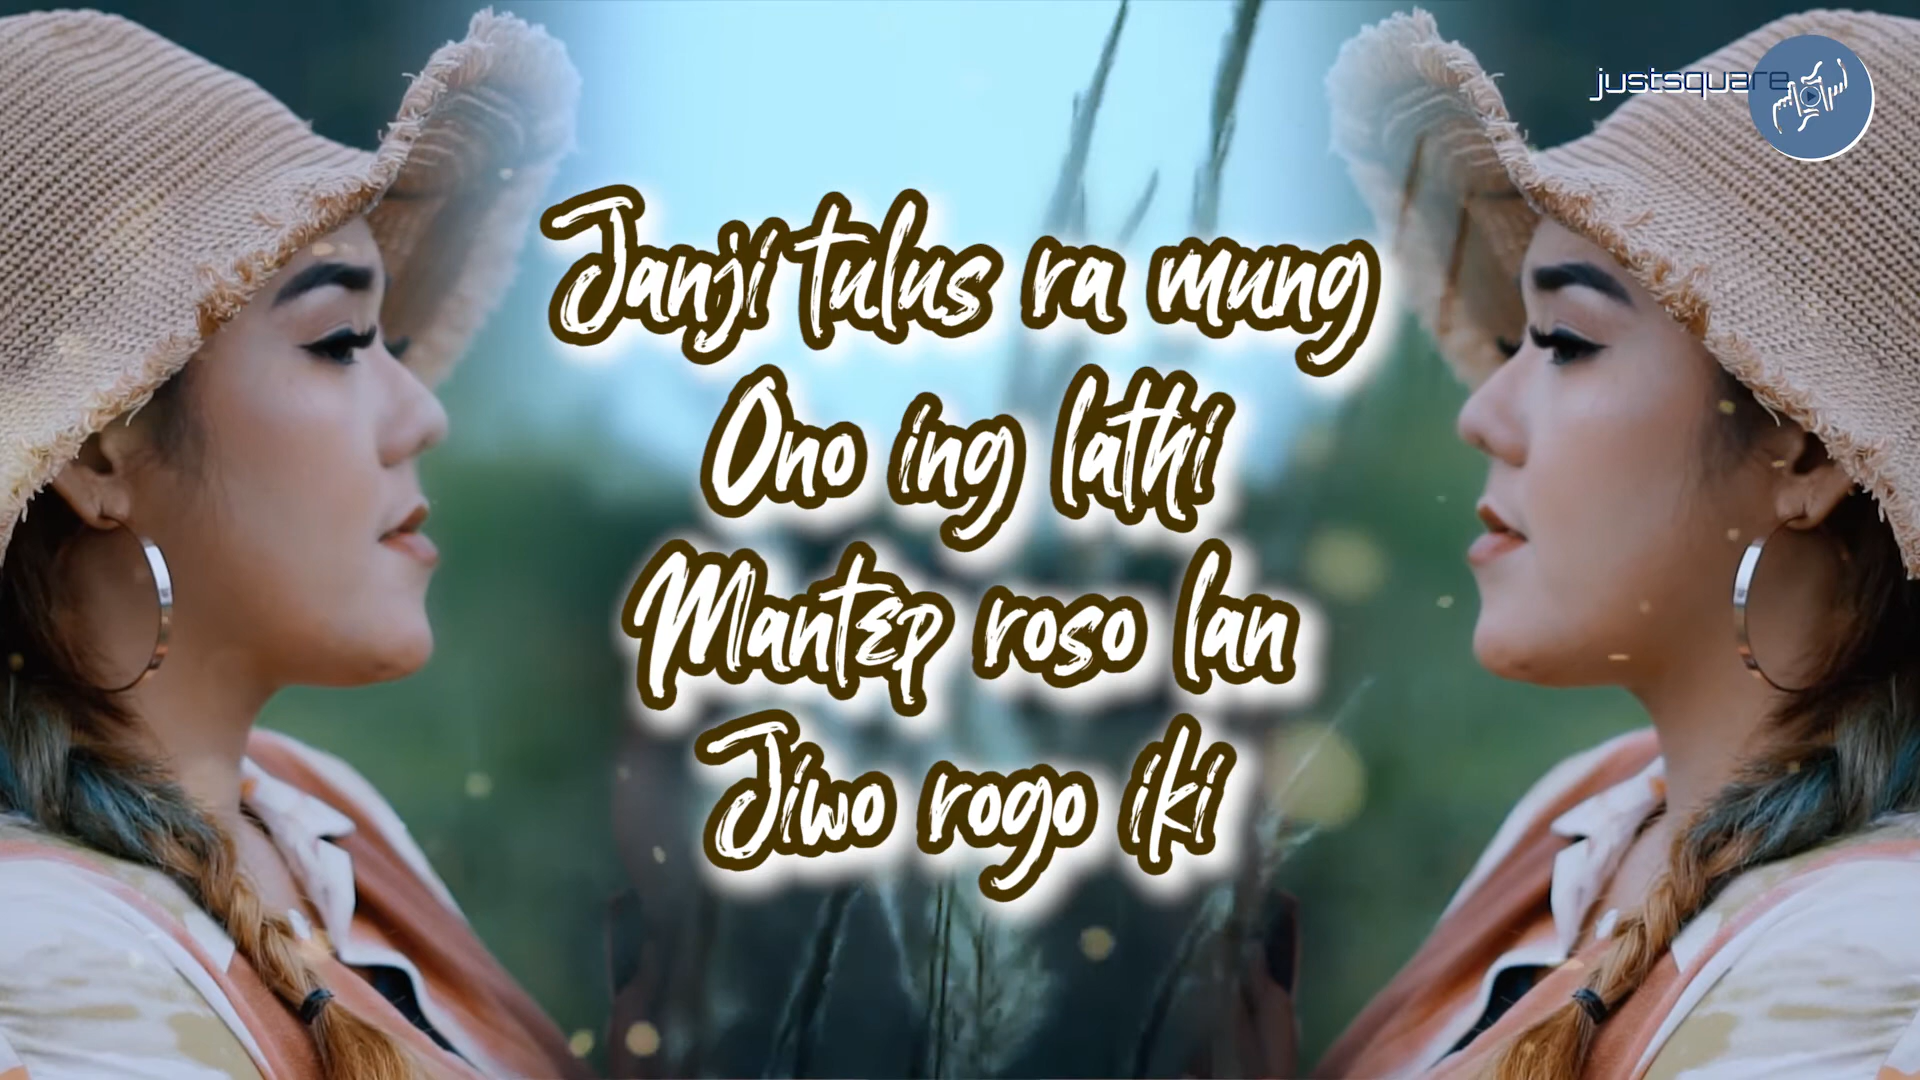 justsquare
Janji tulus ra mung
Ono ing lathi
Mantep roso lan
Jiwo rogo iki